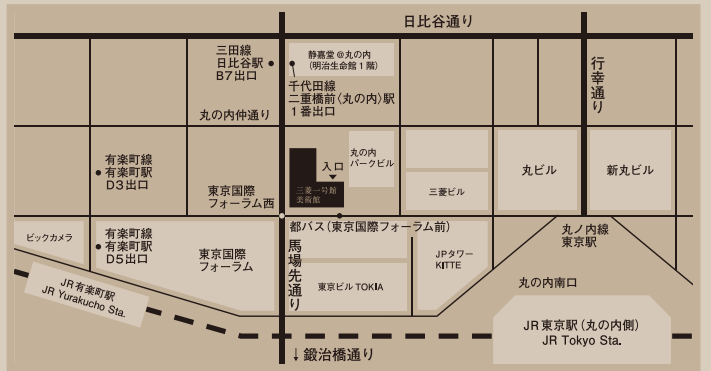 日比谷通り
三田線
日比谷駅
B7出口
静嘉堂@丸の内
(明治生命館1階)
千代田線
二重橋前〈丸の内〉駅
1番出口
行幸通り
丸の内仲通り
有楽町線
有楽町駅
D3出口
入口
丸の内
パークビル
三菱一号館
美術館
三菱ビル
丸ビル
新丸ビル
東京国際
フォーラム西
都バス(東京国際フォーラム前)
ビックカメラ
有楽町線
有楽町駅
D5出口
東京国際
フォーラム
馬場先通り
東京ビルTOKIA
JPタワー
KITTE
丸ノ内線
東京駅
丸の内南口
JR有楽町駅
JR Yurakucho Sta.
JR東京駅(丸の内側)
JR Tokyo Sta.
↓鍛冶橋通り